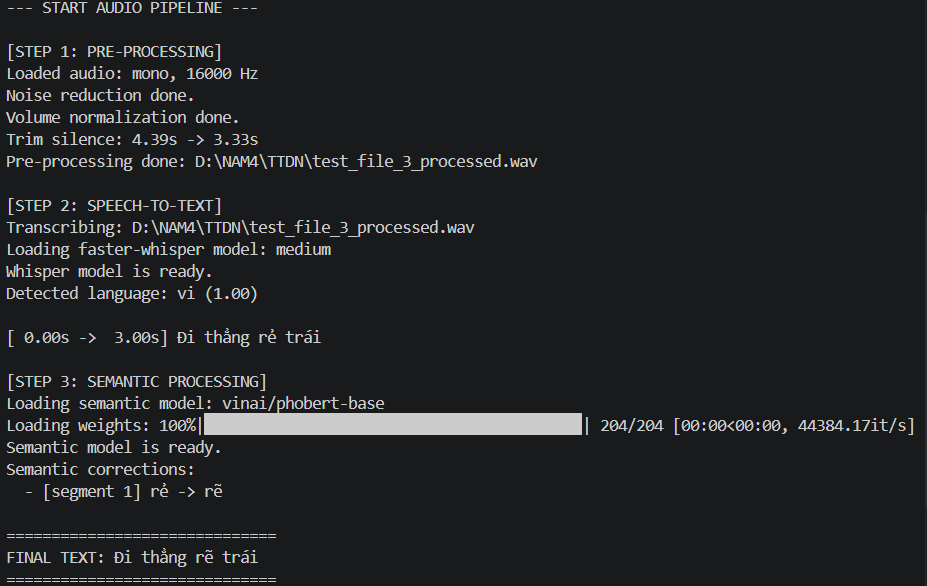 --- START AUDIO PIPELINE ---
[STEP 1: PRE-PROCESSING]
Loaded audio: mono, 16000 Hz
Noise reduction done.
Volume normalization done.
Trim silence: 4.39s -> 3.33s
Pre-processing done: D:\NAM4\TTDN\test_file_3_processed.wav
[STEP 2: SPEECH-TO-TEXT]
Transcribing: D:\NAM4\TTDN\test_file_3_processed.wav
Loading faster-whisper model: medium
Whisper model is ready.
Detected language: vi (1.00)
[ 0.00s ->  3.00s] Đi thẳng rẻ trái
[STEP 3: SEMANTIC PROCESSING]
Loading semantic model: vinai/phobert-base
Loading weights: 100%|██████████| 204/204 [00:00<00:00, 44384.17it/s]
Semantic model is ready.
Semantic corrections:
  - [segment 1] rẻ -> rẽ
==============================
FINAL TEXT: Đi thẳng rẽ trái
==============================